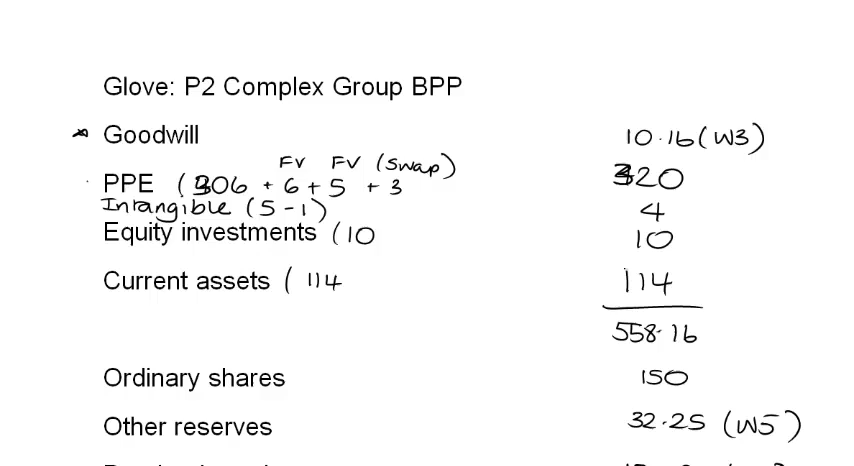 Glove: P2 Complex Group BPP
Goodwill 10.16 (W3)
FV FV (swap)
PPE (406 + 6 + 5 + 3 420
Intangible (5 - 1) 4
Equity investments (10 10
Current assets ( 114 114
558.16
Ordinary shares 150
Other reserves 32.25 (W5)